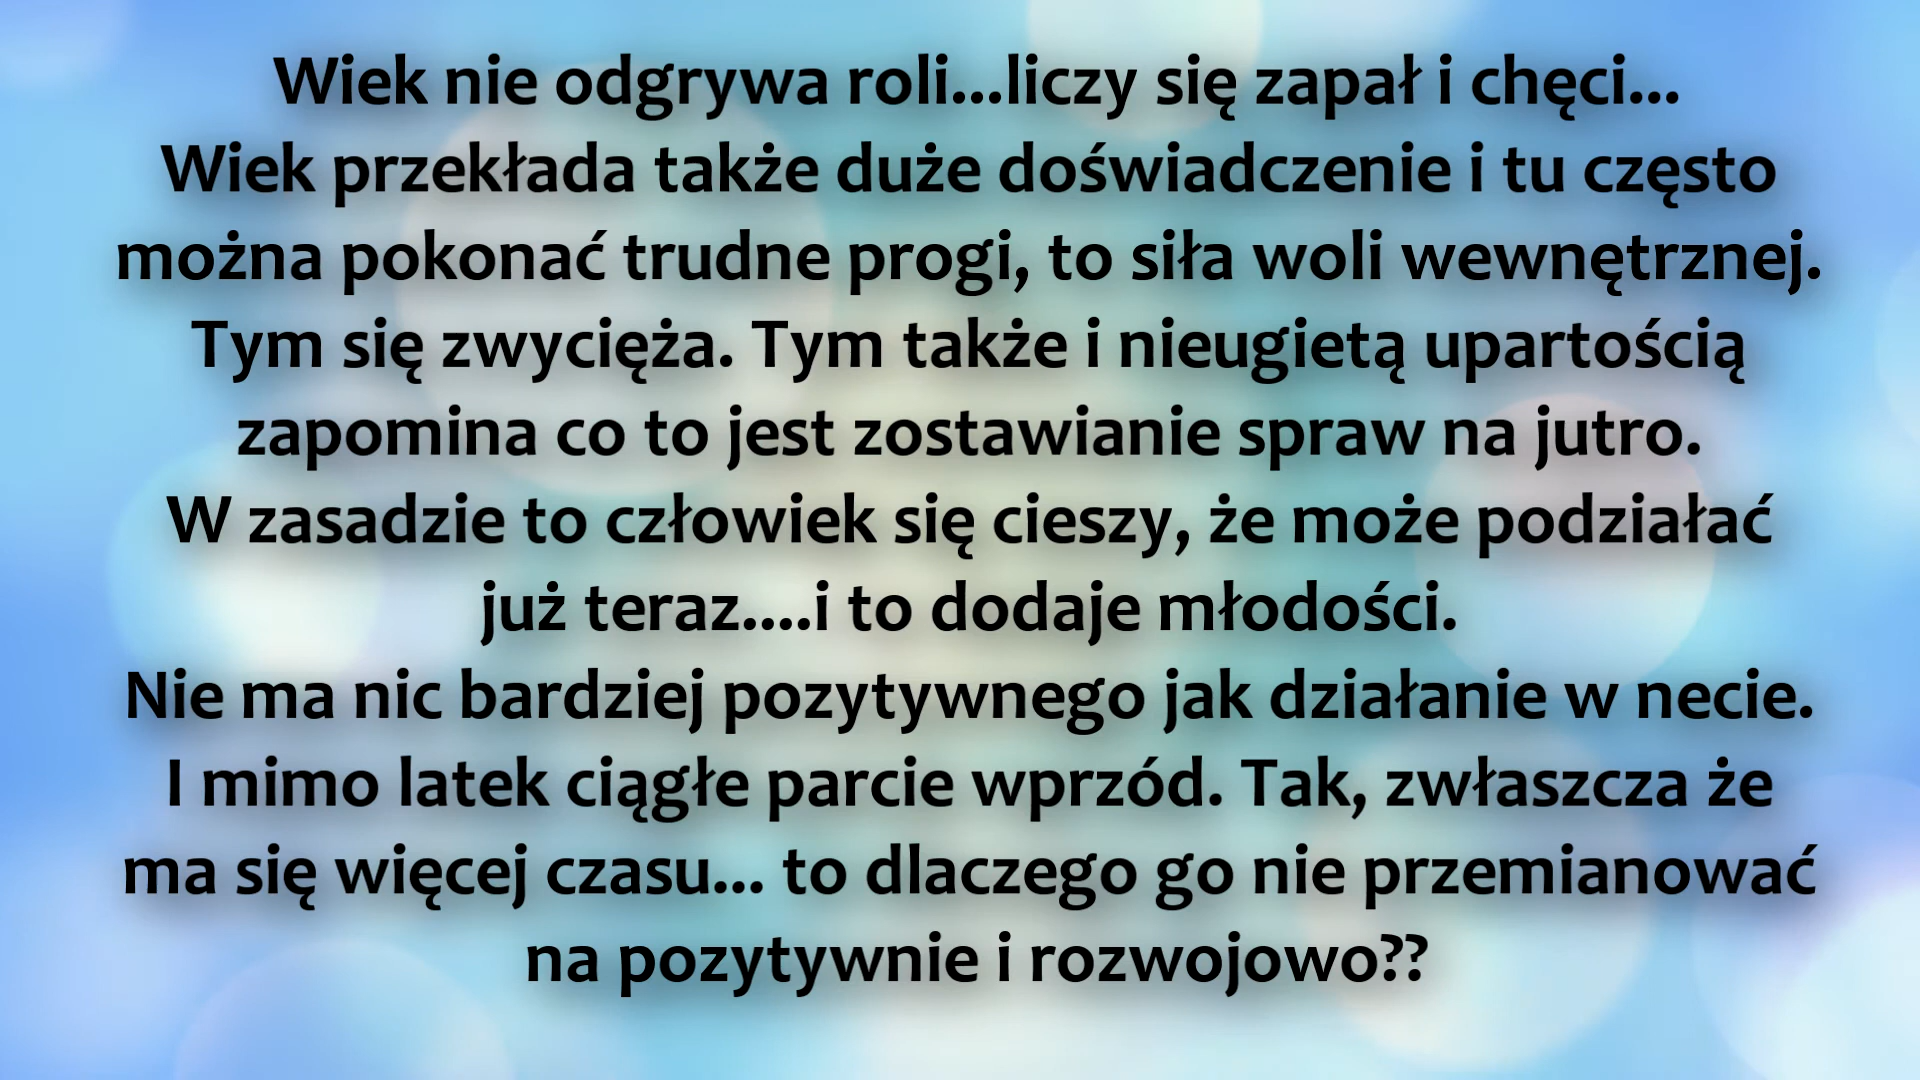 Wiek nie odgrywa roli...liczy się zapał i chęci...
Wiek przekłada także duże doświadczenie i tu często
można pokonać trudne progi, to siła woli wewnętrznej.
Tym się zwycięża. Tym także i nieugietą upartością
zapomina co to jest zostawianie spraw na jutro.
W zasadzie to człowiek się cieszy, że może podziałać
już teraz....i to dodaje młodości.
Nie ma nic bardziej pozytywnego jak działanie w necie.
I mimo latek ciągłe parcie wprzód. Tak, zwłaszcza że
ma się więcej czasu... to dlaczego go nie przemianować
na pozytywnie i rozwojowo??